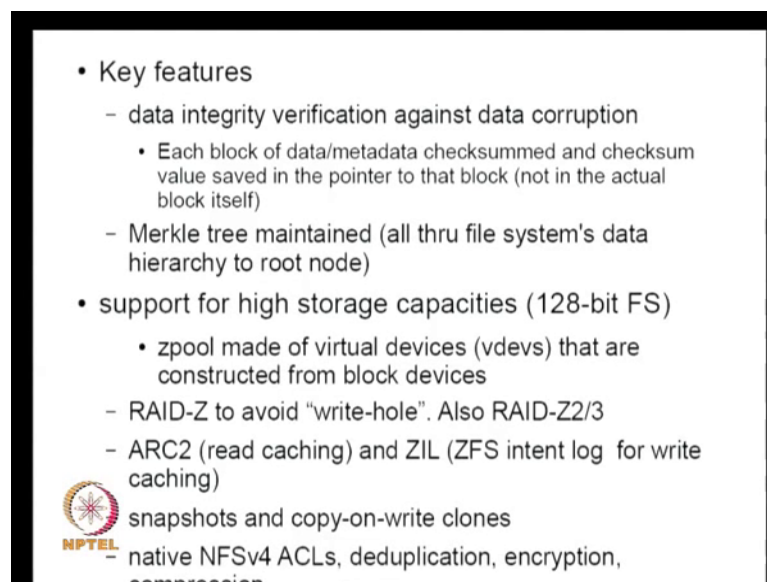 • Key features
– data integrity verification against data corruption
• Each block of data/metadata checksummed and checksum
value saved in the pointer to that block (not in the actual
block itself)
– Merkle tree maintained (all thru file system's data
hierarchy to root node)
• support for high storage capacities (128-bit FS)
• zpool made of virtual devices (vdevs) that are
constructed from block devices
– RAID-Z to avoid “write-hole”. Also RAID-Z2/3
– ARC2 (read caching) and ZIL (ZFS intent log for write
caching)
snapshots and copy-on-write clones
NPTEL
– native NFSv4 ACLs, deduplication, encryption,
compression